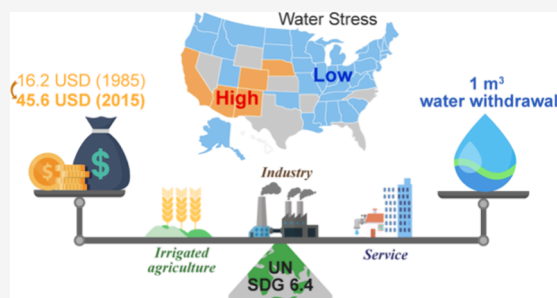 Water Stress
16.2 USD (1985)
45.6 USD (2015)
Low
High
1 m³
water withdrawal
$
$
Industry
Irrigated
agriculture
Service
UN
SDG 6.4